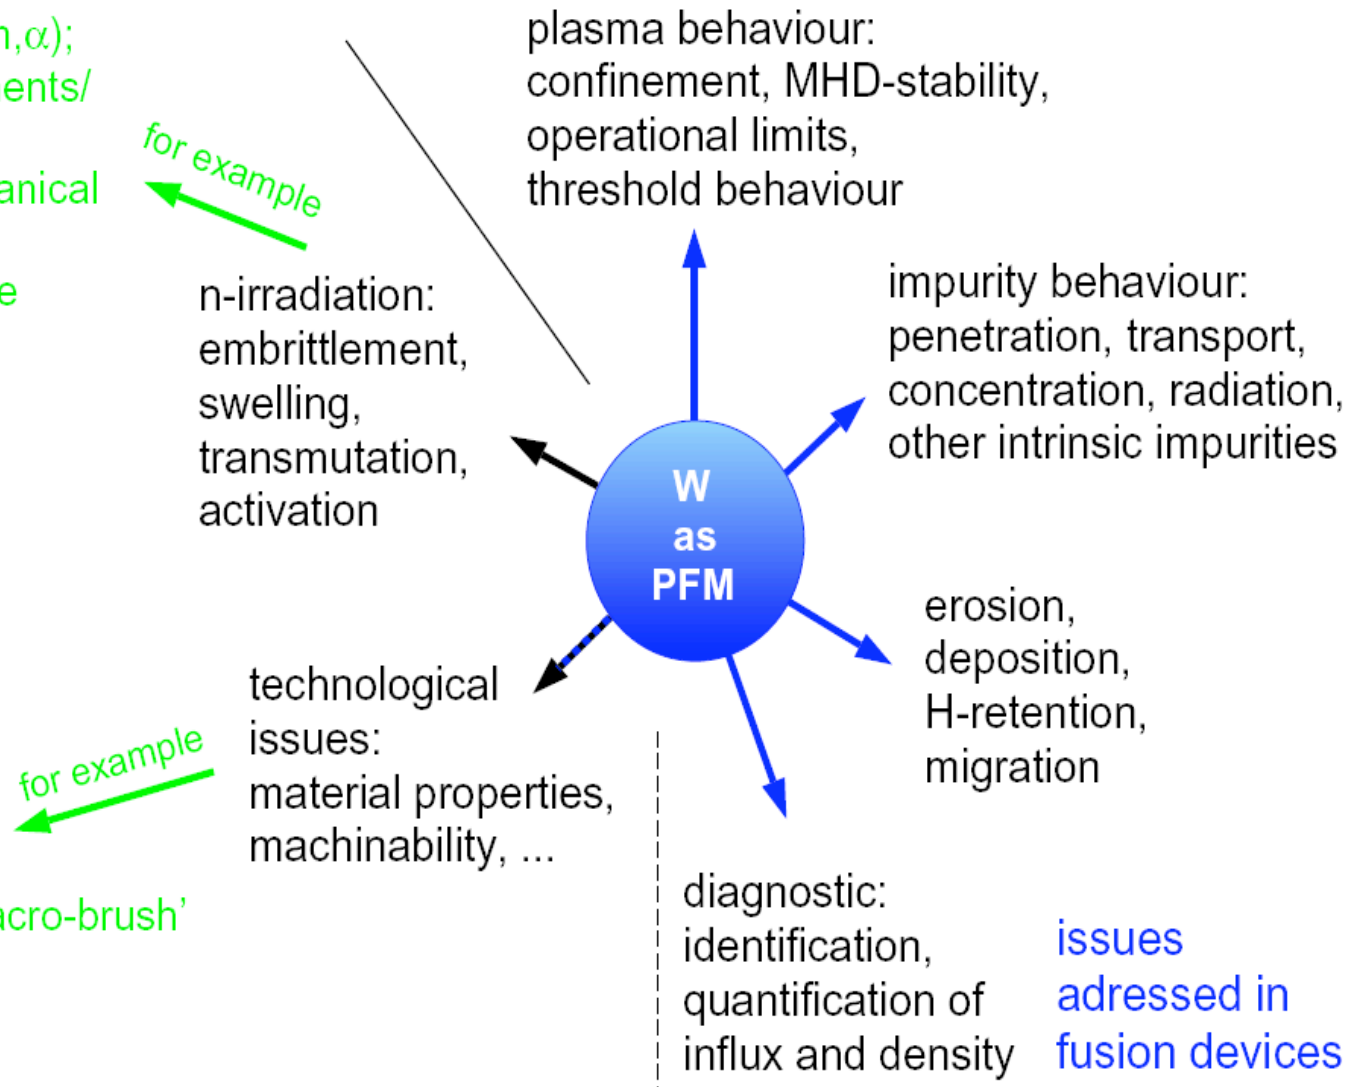 n,α);
ents/
anical
e
for example
n-irradiation:
embrittlement,
swelling,
transmutation,
activation
plasma behaviour:
confinement, MHD-stability,
operational limits,
threshold behaviour
impurity behaviour:
penetration, transport,
concentration, radiation,
other intrinsic impurities
W
as
PFM
erosion,
deposition,
H-retention,
migration
technological
issues:
material properties,
machinability, ...
for example
acro-brush’
diagnostic:
identification,
quantification of
influx and density
issues
adressed in
fusion devices